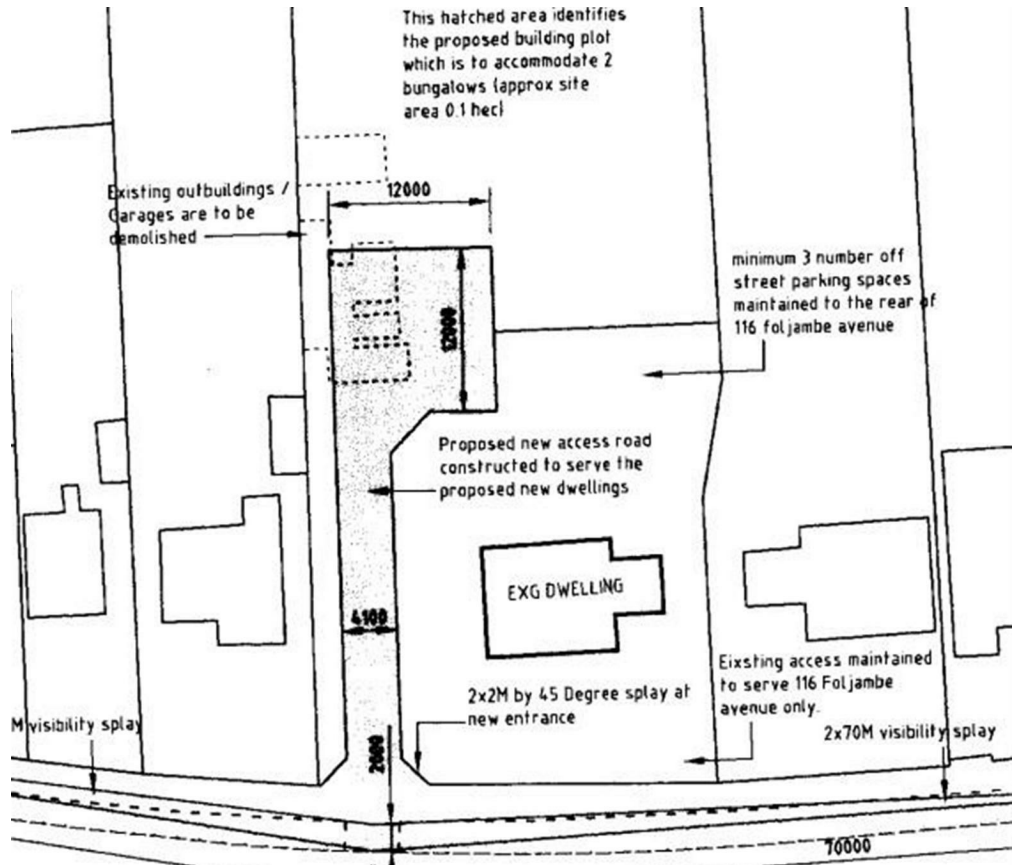 This hatched area identifies
the proposed building plot
which is to accommodate 2
bungalows (approx site
area 0.1 hec)
Existing outbuildings /
Garages are to be
demolished
12000
12000
minimum 3 number off
street parking spaces
maintained to the rear of
116 foljambe avenue
Proposed new access road
constructed to serve the
proposed new dwellings
EXG DWELLING
4100
2x2M by 45 Degree splay at
new entrance
Eixsting access maintained
to serve 116 Foljambe
avenue only.
M visibility splay
2x70M visibility splay
2000
70000